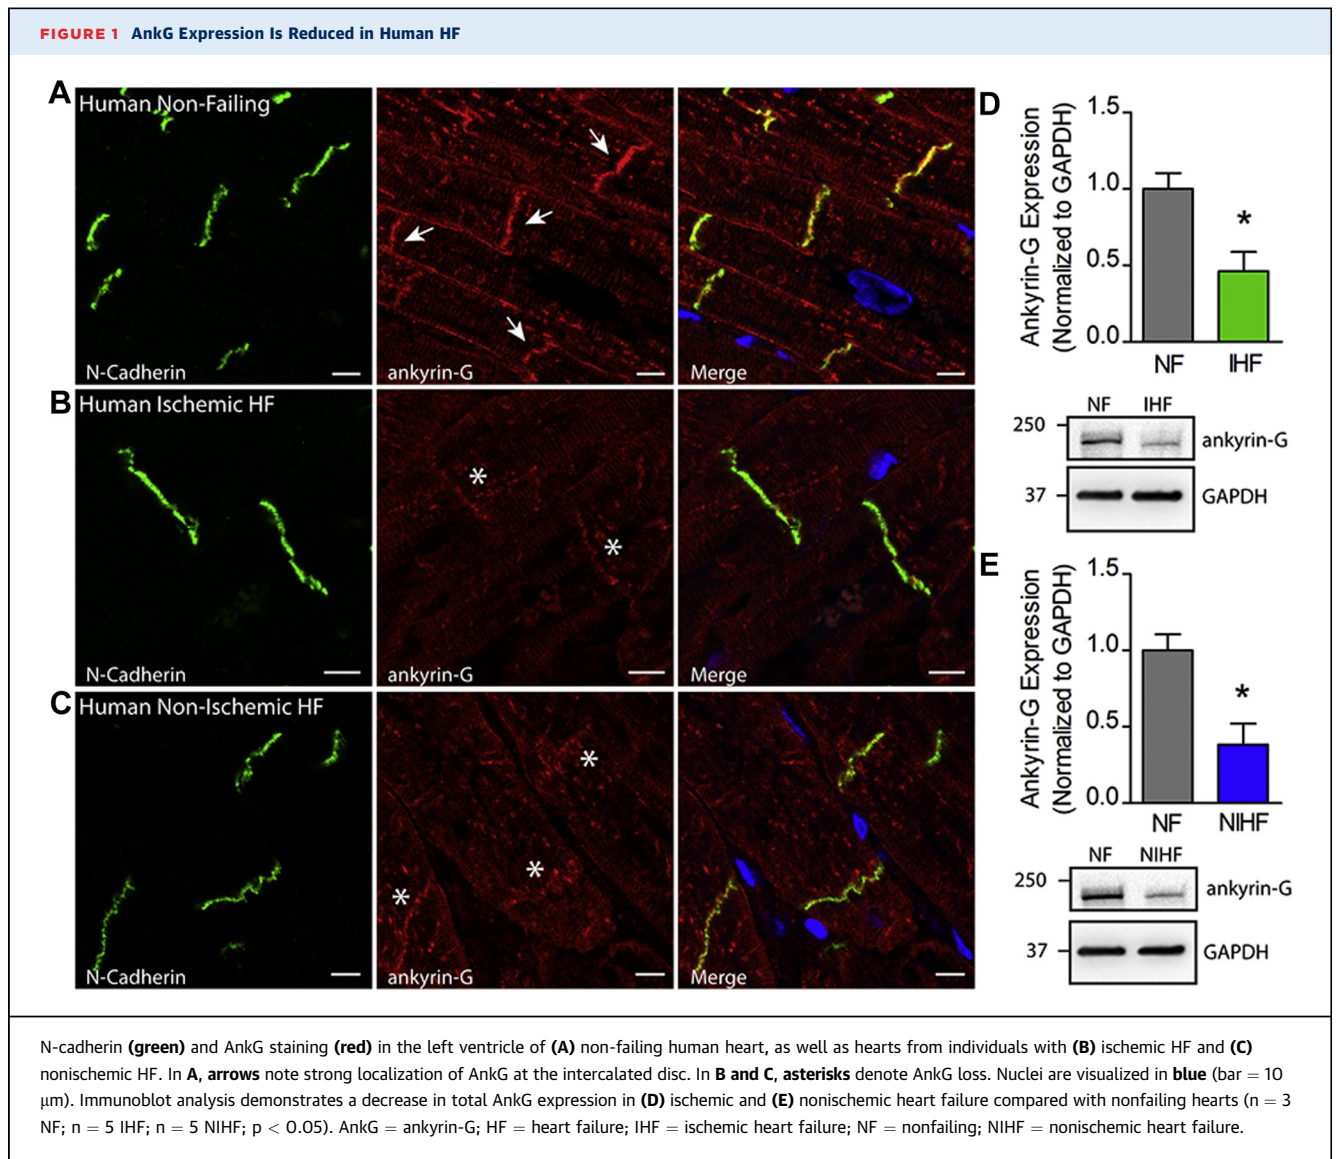 FIGURE 1 AnkG Expression Is Reduced in Human HF
A
Human Non-Failing
N-Cadherin
ankyrin-G
Merge
B
Human Ischemic HF
*
*
N-Cadherin
ankyrin-G
Merge
C
Human Non-Ischemic HF
*
*
*
N-Cadherin
ankyrin-G
Merge
D
Ankyrin-G Expression
(Normalized to GAPDH)
1.5
1.0
0.5
0.0
*
NF
IHF
NF
IHF
250
ankyrin-G
37
GAPDH
E
Ankyrin-G Expression
(Normalized to GAPDH)
1.5
1.0
0.5
0.0
*
NF
NIHF
NF
NIHF
250
ankyrin-G
37
GAPDH
N-cadherin (green) and AnkG staining (red) in the left ventricle of (A) non-failing human heart, as well as hearts from individuals with (B) ischemic HF and (C)
nonischemic HF. In A, arrows note strong localization of AnkG at the intercalated disc. In B and C, asterisks denote AnkG loss. Nuclei are visualized in blue (bar = 10
μm). Immunoblot analysis demonstrates a decrease in total AnkG expression in (D) ischemic and (E) nonischemic heart failure compared with nonfailing hearts (n = 3
NF; n = 5 IHF; n = 5 NIHF; p < 0.05). AnkG = ankyrin-G; HF = heart failure; IHF = ischemic heart failure; NF = nonfailing; NIHF = nonischemic heart failure.